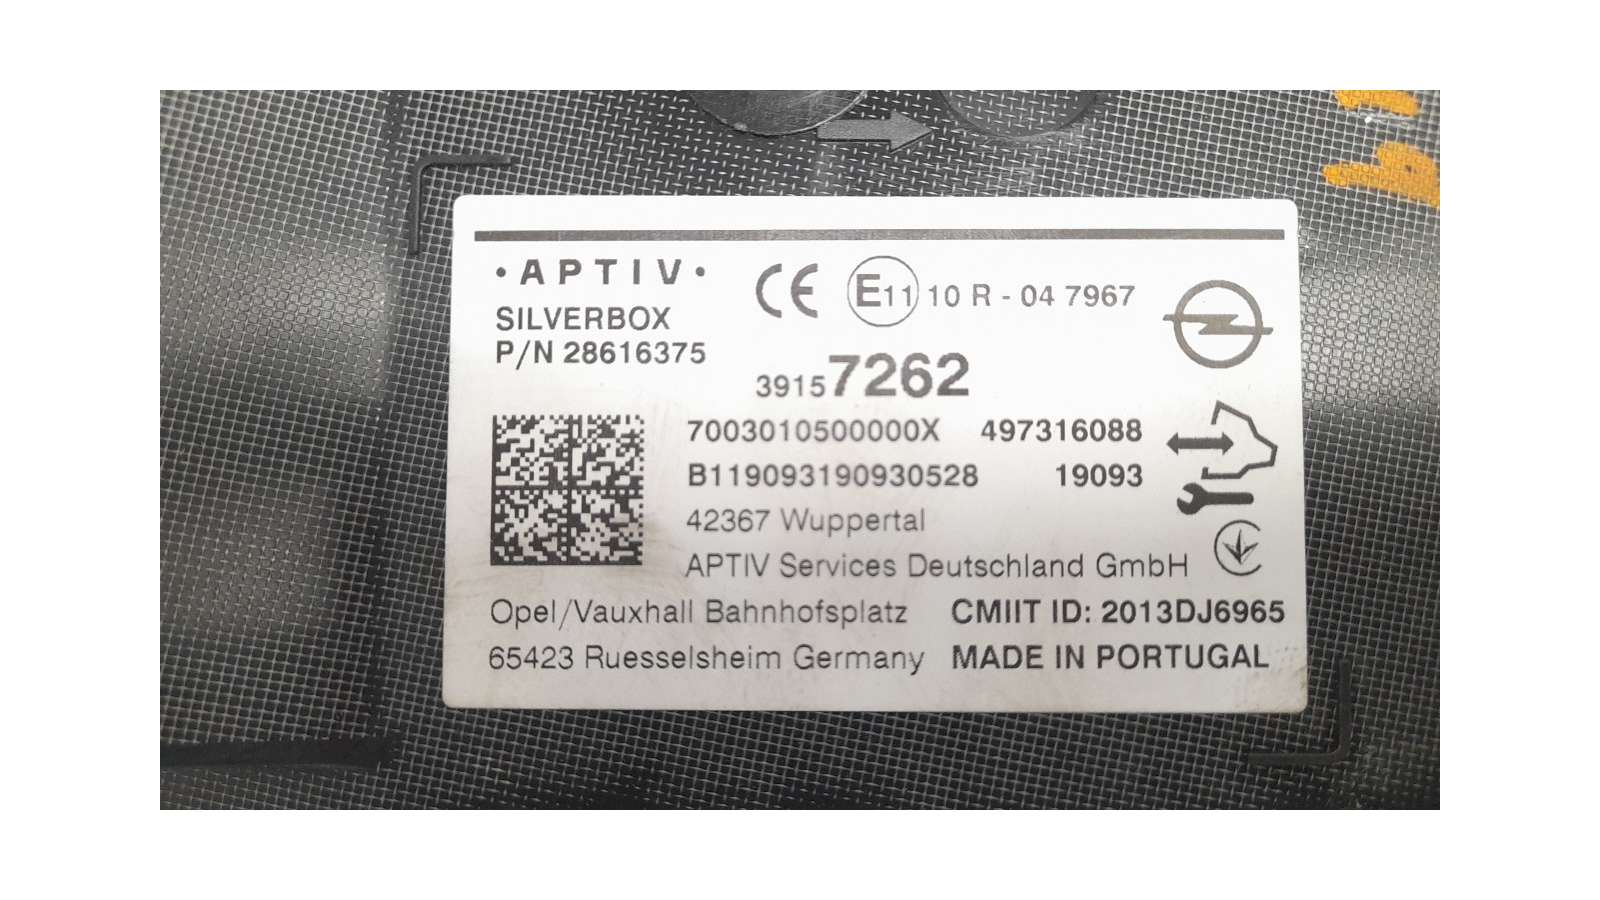 · A P T I V ·
SILVERBOX
P/N 28616375
CE E11 10 R - 04 7967
39157262
7003010500000X 497316088
B119093190930528 19093
42367 Wuppertal
APTIV Services Deutschland GmbH
Opel/Vauxhall Bahnhofsplatz CMIIT ID: 2013DJ6965
65423 Ruesselsheim Germany MADE IN PORTUGAL